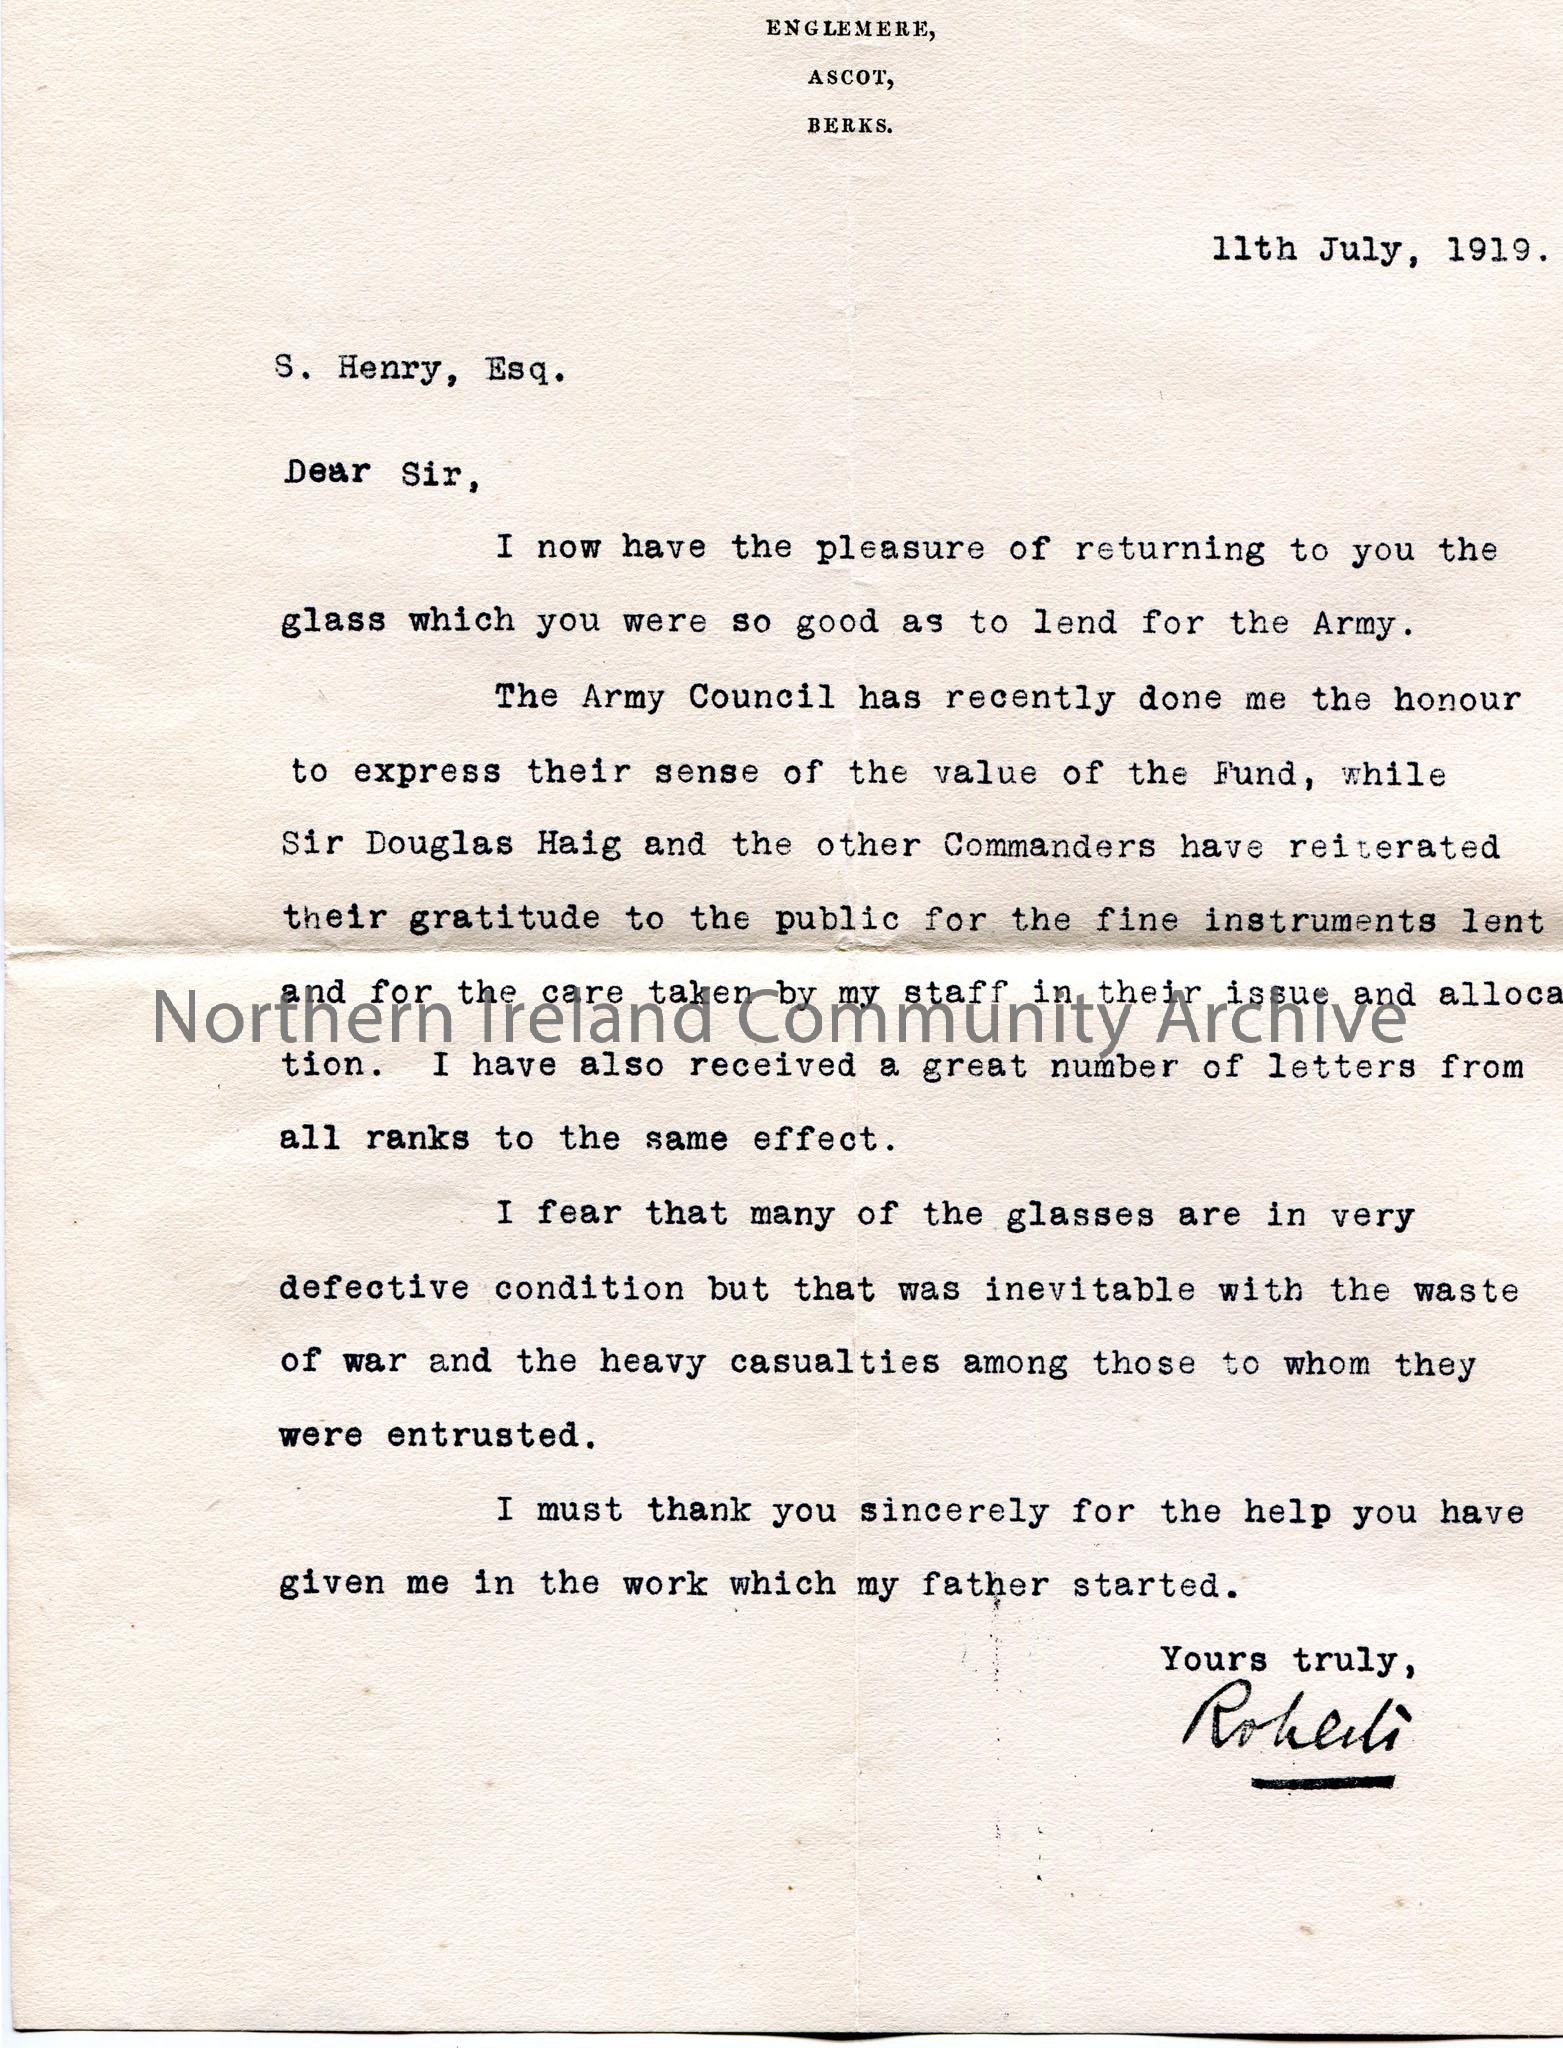 ENGLEMERE,
ASCOT,
BERKS.
11th July, 1919.
S. Henry, Esq.
Dear Sir,
I now have the pleasure of returning to you the
glass which you were so good as to lend for the Army.
The Army Council has recently done me the honour
to express their sense of the value of the Fund, while
Sir Douglas Haig and the other Commanders have reiterated
their gratitude to the public for the fine instruments lent
and for the care taken by my staff in their issue and alloca
Northern Ireland Community Archive
tion. I have also received a great number of letters from
all ranks to the same effect.
I fear that many of the glasses are in very
defective condition but that was inevitable with the waste
of war and the heavy casualties among those to whom they
were entrusted.
I must thank you sincerely for the help you have
given me in the work which my father started.
Yours truly,
Roberts